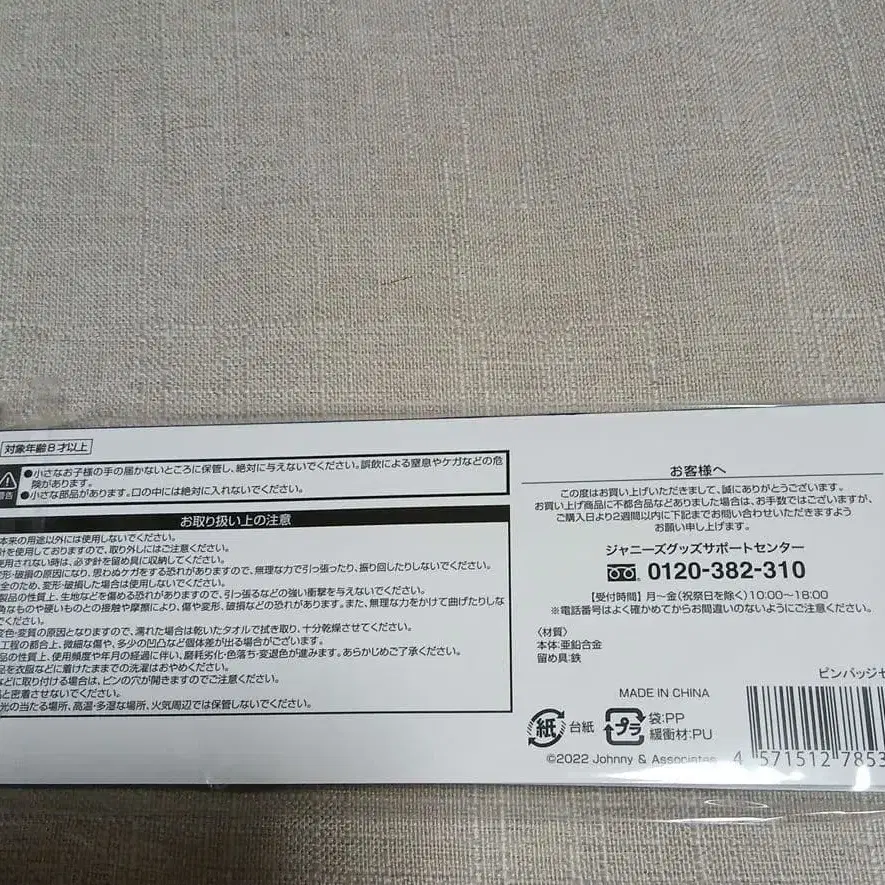 対象年齢8才以上
警告
●小さなお子様の手の届かないところに保管し、絶対に与えないでください。誤飲による窒息やケガなどの危
険があります。
●小さな部品があります。口の中には絶対に入れないでください。
お取り扱い上の注意
本来の用途以外には使用しないでください。
針を使用しておりますので、取り外しにはご注意ください。
使用されない時は、必ず針を留め具に収納してください。
変形・破損の原因になり、思わぬケガをする恐れがありますので、無理な力で引っ張ったり、振り回したりしないでください。
全のため、変形・破損した場合は使用しないでください。
製品の性質上、生地などを傷める恐れがありますので、引っ張るなどの強い衝撃を与えないでください。
角なものや硬いものとの接触や摩擦により、傷や変形、破損などの恐れがあります。また、無理な力をかけて曲げたりしな
でください。
変色・変質の原因となりますので、濡れた場合は乾いたタオルで拭き取り、十分乾燥させてください。
工程の都合上、微細な傷や、多少の凹凸など個体差が出る場合がございます。
品の性質上、使用頻度や年月の経過に伴い、磨耗劣化・色落ち・変退色が進みます。あらかじめご了承ください。
品を衣服などに着けたままでの洗濯はおやめください。
などに取り付ける場合は、ピンの穴が開きますのでご注意ください。
品と密着させないでください。
光の当たる場所、高温・多湿な場所、火気周辺では保管しないでください。
お客様へ
この度はお買い上げいただきまして、誠にありがとうございます。
お買い上げ商品に不都合品などありました場合は、お手数ではございますが、
ご購入日より2週間以内に下記までお問い合わせいただきますよう
お願い申し上げます。
ジャニーズグッズサポートセンター
0120-382-310
【受付時間】月～金(祝祭日を除く)10:00～18:00
※電話番号はよく確かめてからお間違いのないようにご注意ください。
〈材質〉
本体:亜鉛合金
留め具:鉄
ピンバッジセ
MADE IN CHINA
紙 台紙
プラ 袋:PP
緩衝材:PU
©2022 Johnny & Associates
4 571512 7853